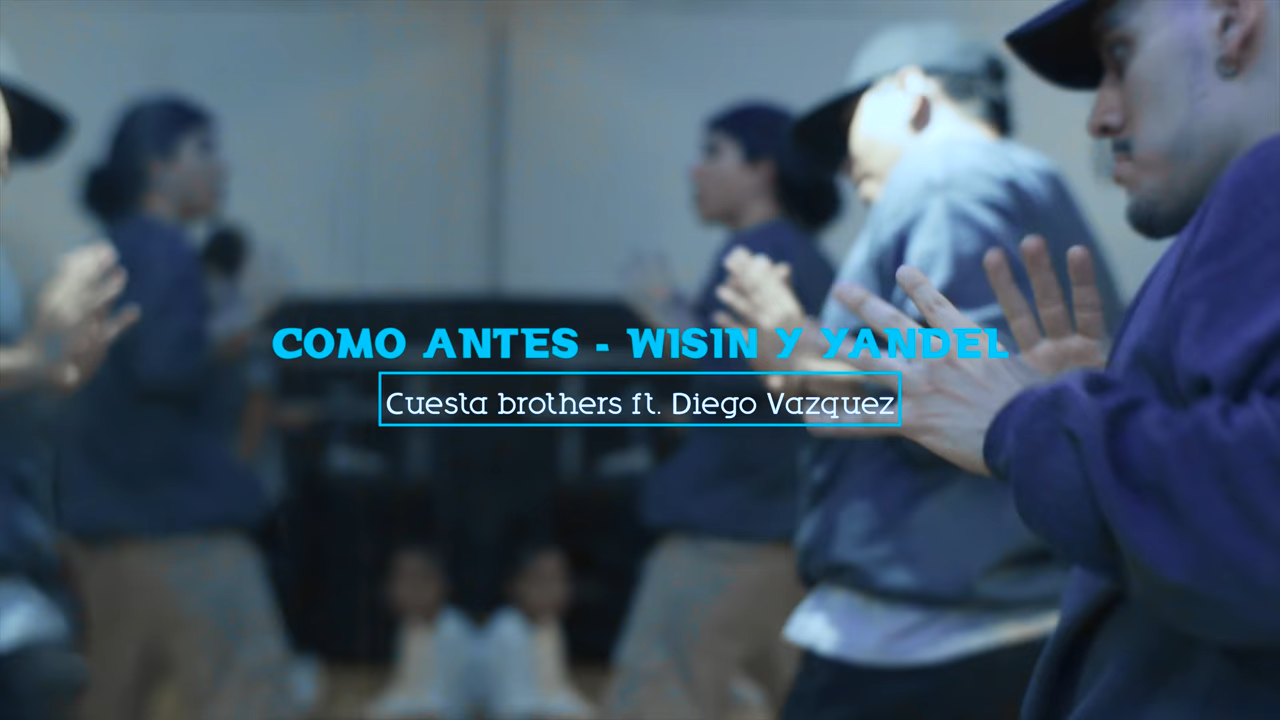 COMO ANTES - WISIN Y YANDEL
Cuesta brothers ft. Diego Vazquez